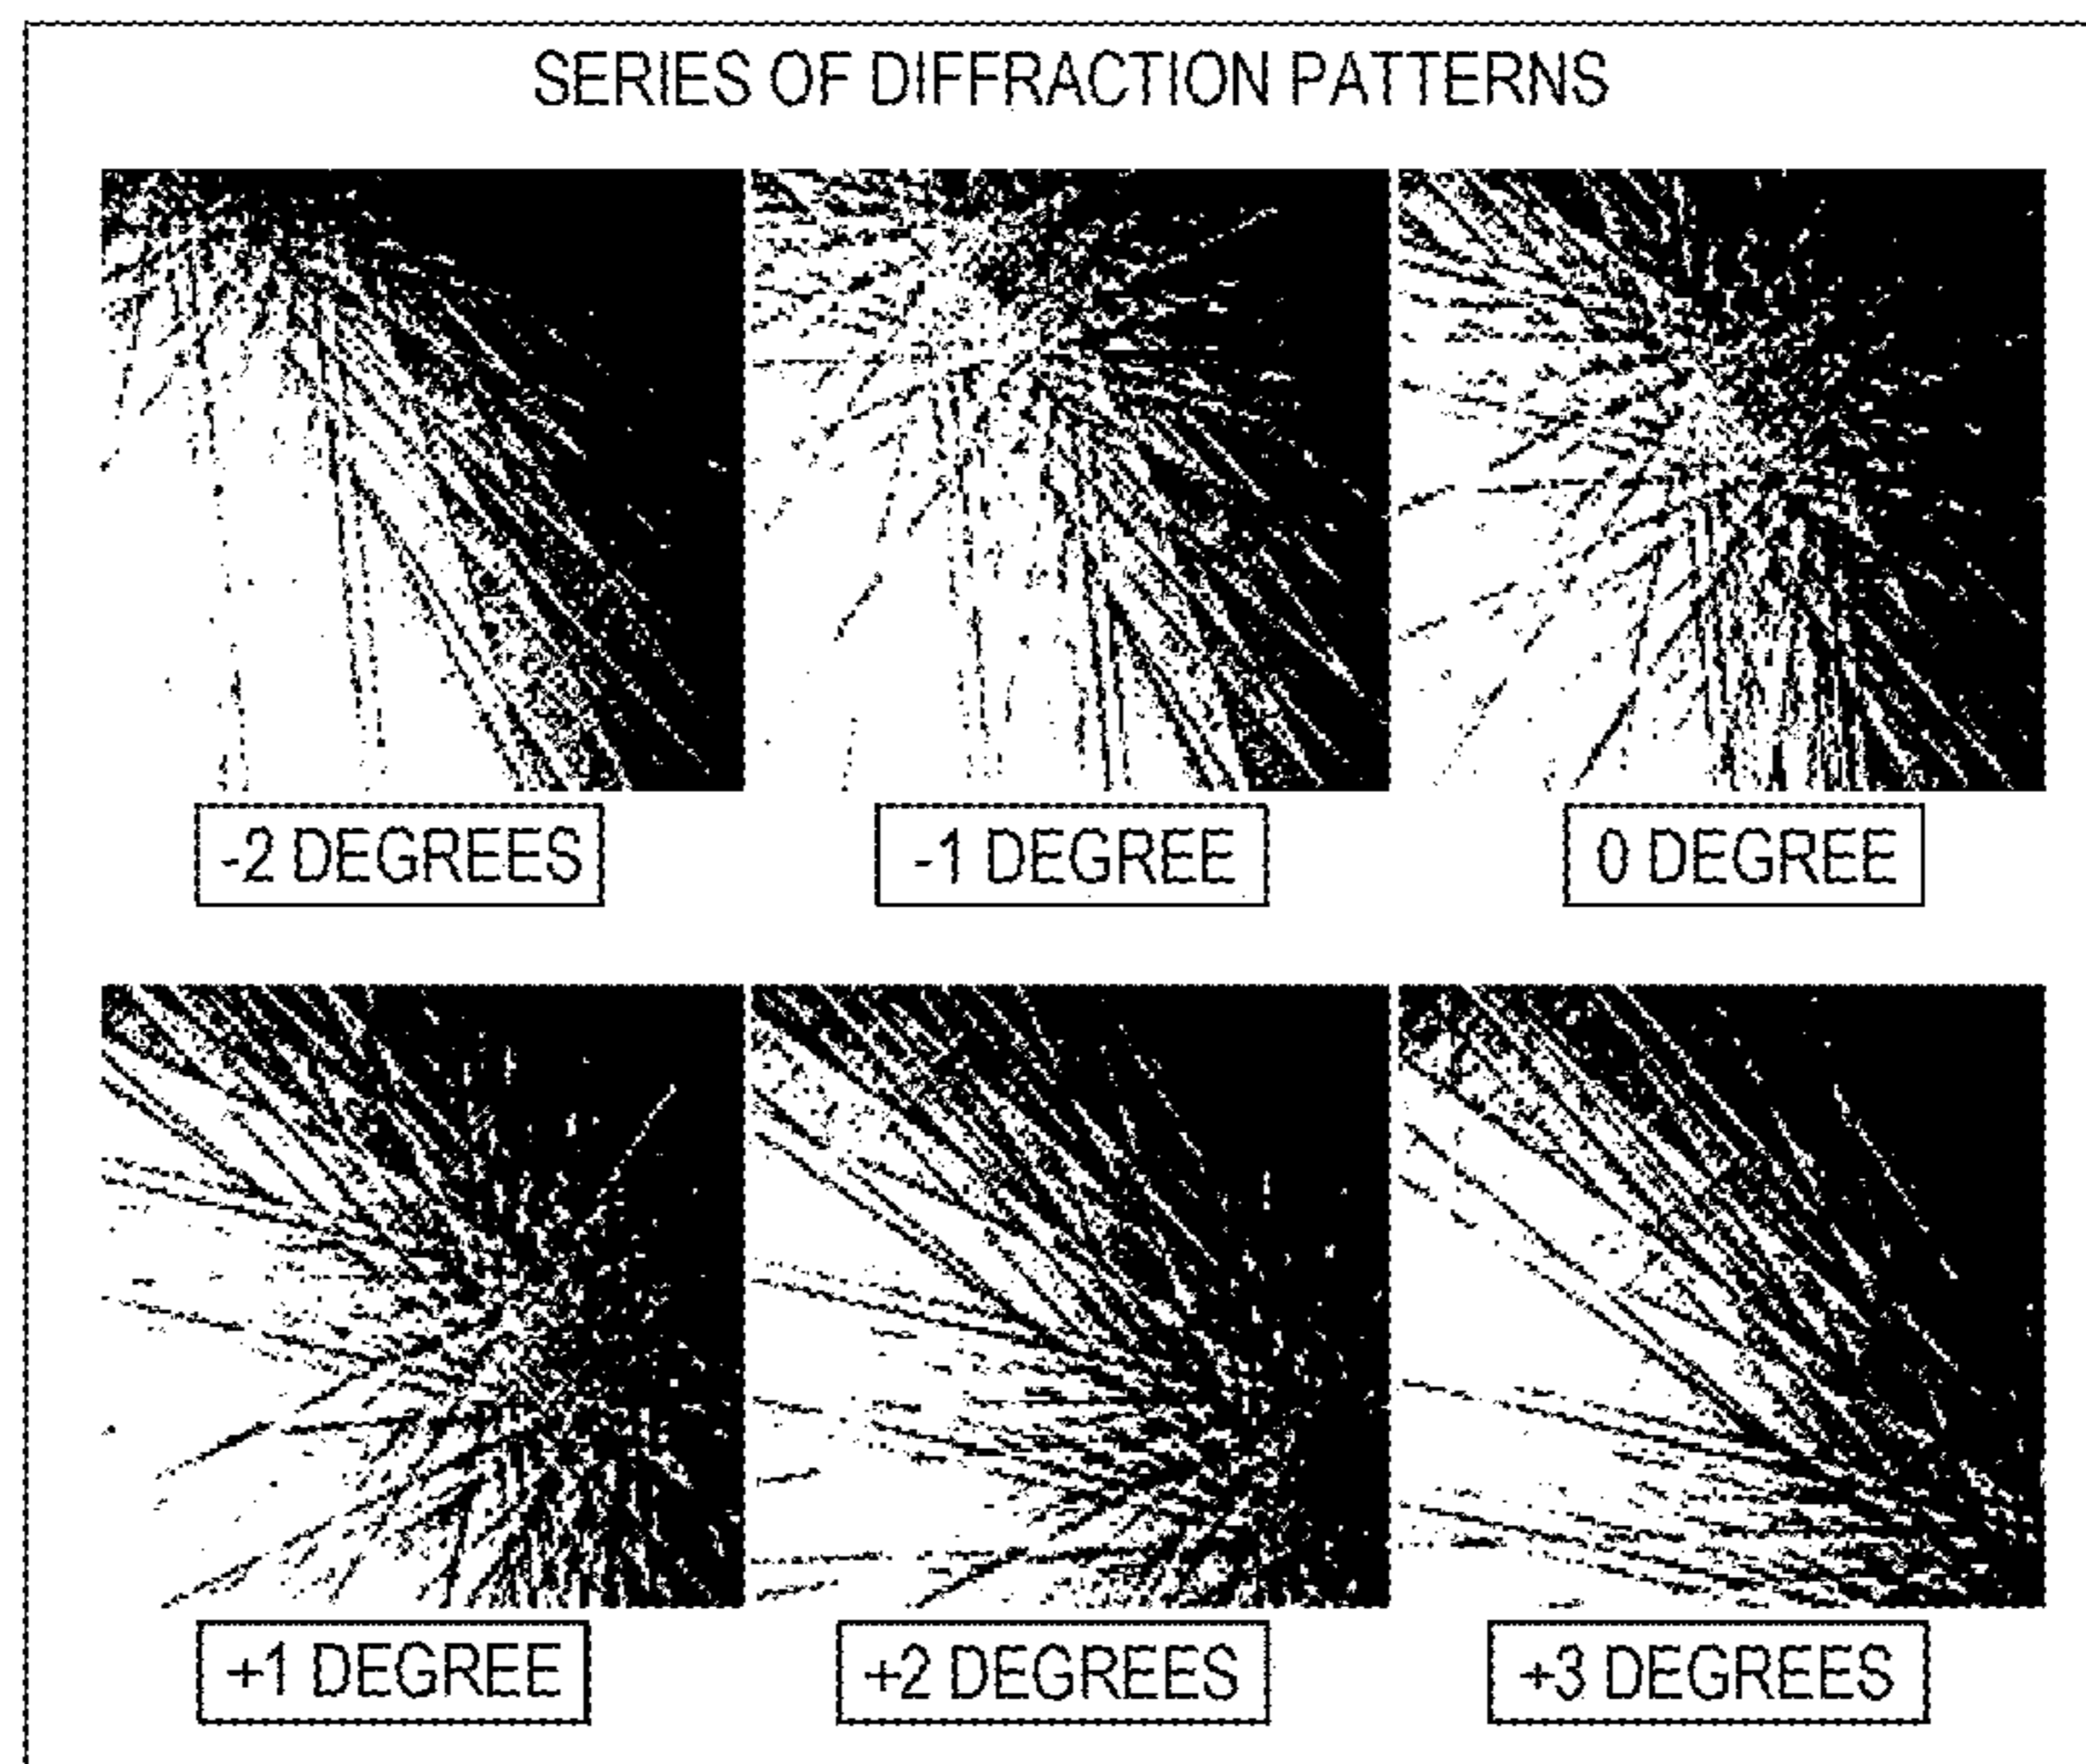 SERIES OF DIFFRACTION PATTERNS
-2 DEGREES
-1 DEGREE
0 DEGREE
+1 DEGREE
+2 DEGREES
+3 DEGREES